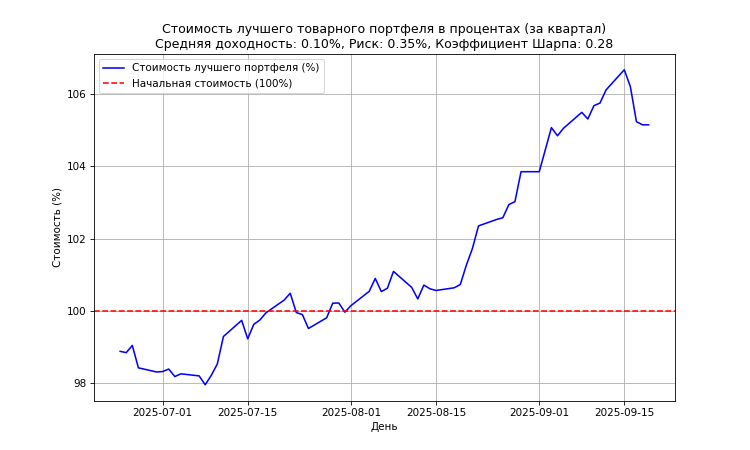 Стоимость лучшего товарного портфеля в процентах (за квартал)
Средняя доходность: 0.10%, Риск: 0.35%, Коэффициент Шарпа: 0.28
Стоимость лучшего портфеля (%)
Начальная стоимость (100%)
Стоимость (%)
106
104
102
100
98
2025-07-01
2025-07-15
2025-08-01
2025-08-15
2025-09-01
2025-09-15
День